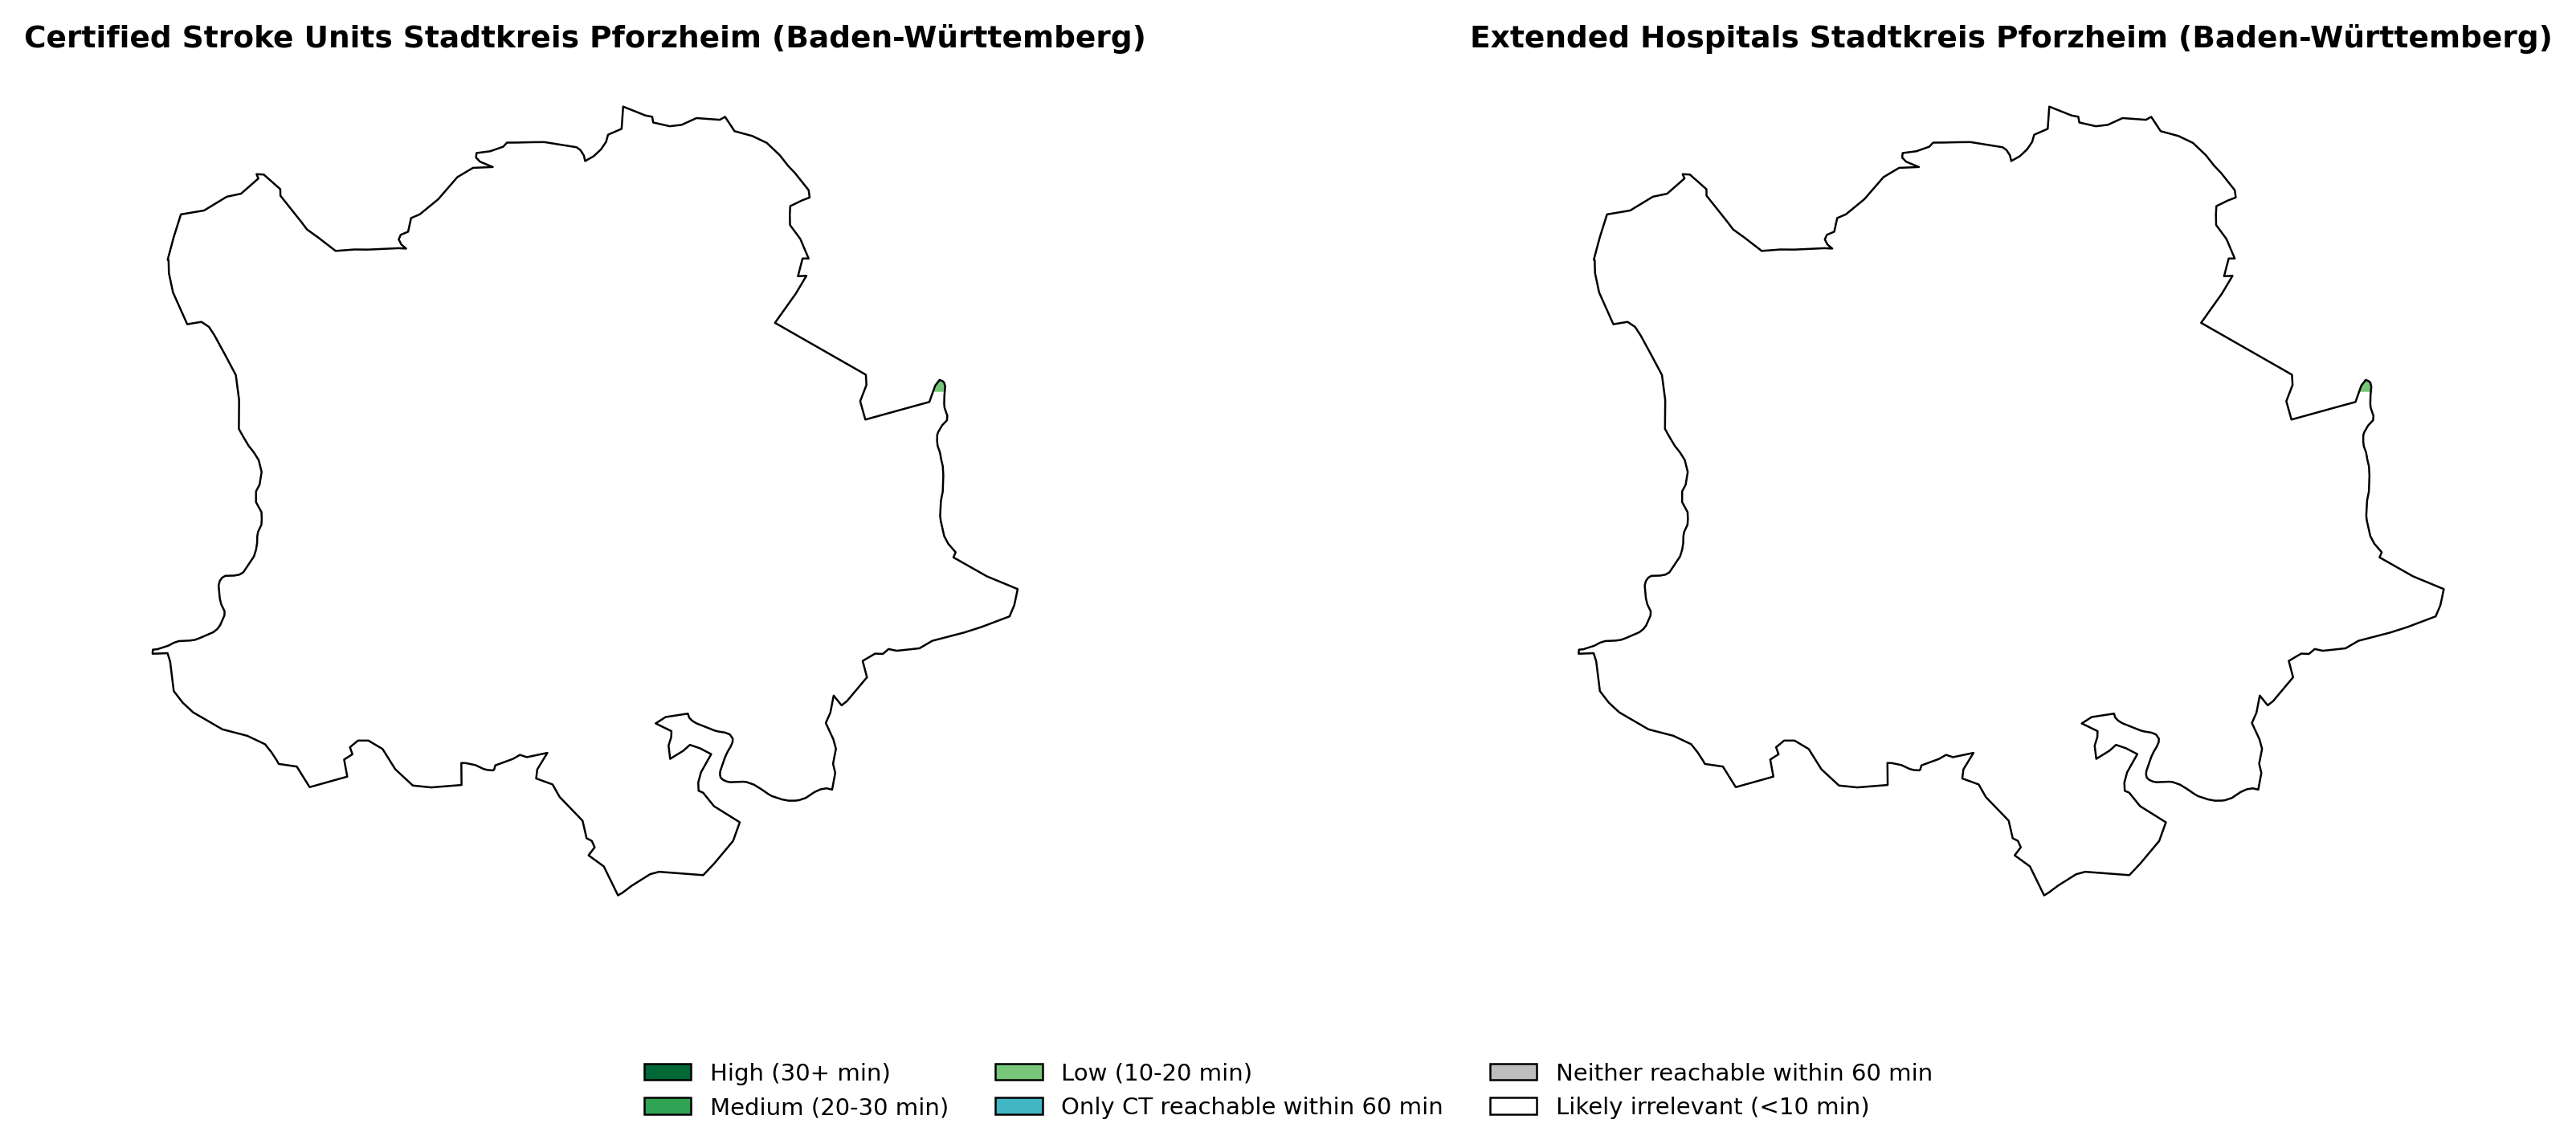 Certified Stroke Units Stadtkreis Pforzheim (Baden-Württemberg)
Extended Hospitals Stadtkreis Pforzheim (Baden-Württemberg)
High (30+ min)
Medium (20-30 min)
Low (10-20 min)
Only CT reachable within 60 min
Neither reachable within 60 min
Likely irrelevant (<10 min)